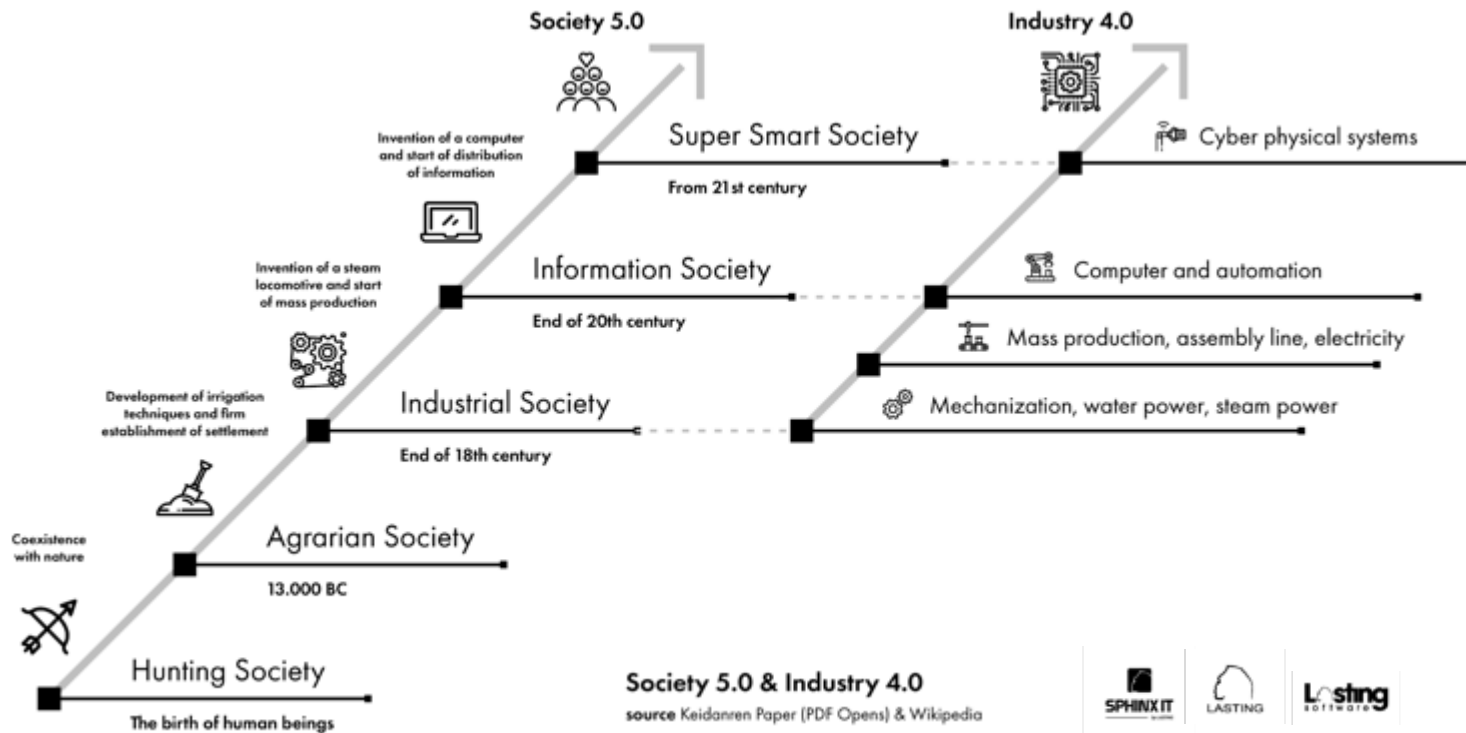 Society 5.0
Industry 4.0
Invention of a computer
and start of distribution
of information
Super Smart Society
From 21st century
Cyber physical systems
Invention of a steam
locomotive and start
of mass production
Information Society
End of 20th century
Computer and automation
Mass production, assembly line, electricity
Development of irrigation
techniques and firm
establishment of settlement
Industrial Society
End of 18th century
Mechanization, water power, steam power
Coexistence
with nature
Agrarian Society
13.000 BC
Hunting Society
The birth of human beings
Society 5.0 & Industry 4.0
source Keidanren Paper (PDF Opens) & Wikipedia
SPHINX IT
LASTING
Lasting
software